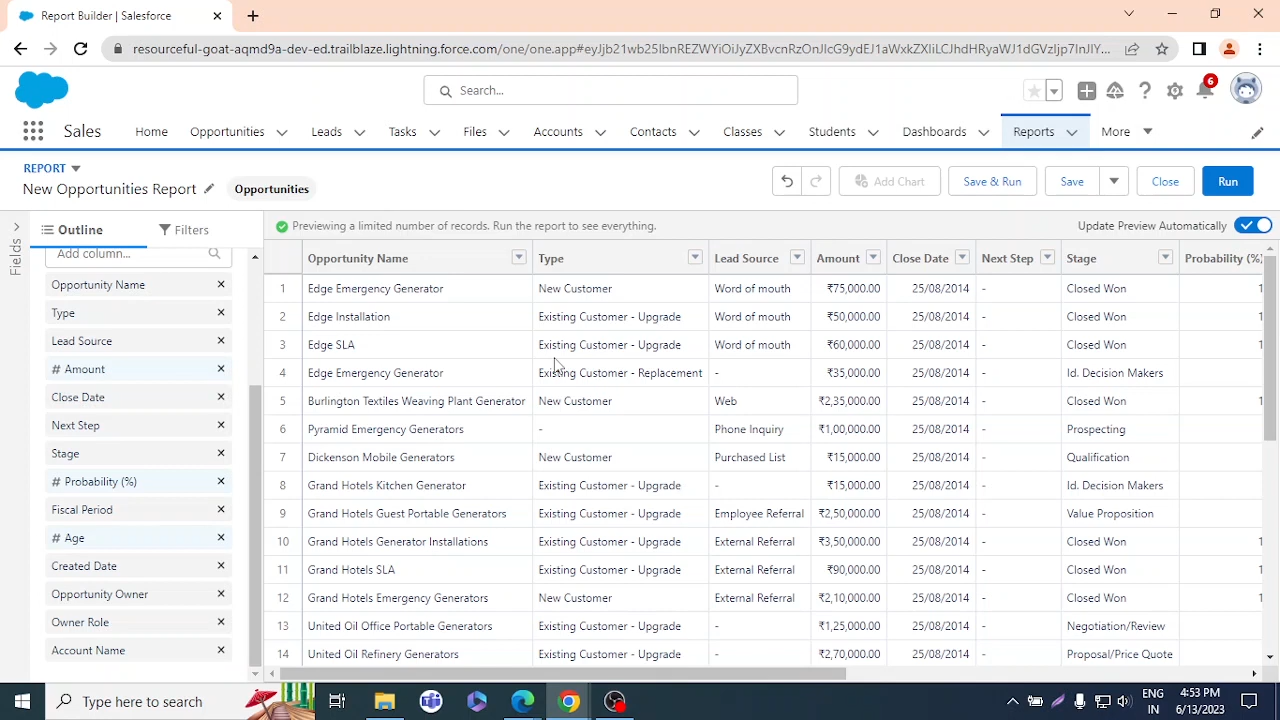 Report Builder | Salesforce
resourceful-goat-aqmd9a-dev-ed.trailblaze.lightning.force.com/one/one.app#
Search...
6
Sales Home Opportunities Leads Tasks Files Accounts Contacts Classes Students Dashboards Reports More
REPORT
New Opportunities Report Opportunities
Add Chart Save & Run Save Close Run
Fields
Outline Filters
Previewing a limited number of records. Run the report to see everything. Update Preview Automatically
Add column...
Opportunity Name
Type
Lead Source
# Amount
Close Date
Next Step
Stage
# Probability (%)
Fiscal Period
# Age
Created Date
Opportunity Owner
Owner Role
Account Name
Opportunity Name Type Lead Source Amount Close Date Next Step Stage Probability (%)
1 Edge Emergency Generator New Customer Word of mouth ₹75,000.00 25/08/2014 - Closed Won 1
2 Edge Installation Existing Customer - Upgrade Word of mouth ₹50,000.00 25/08/2014 - Closed Won 1
3 Edge SLA Existing Customer - Upgrade Word of mouth ₹60,000.00 25/08/2014 - Closed Won 1
4 Edge Emergency Generator Existing Customer - Replacement - ₹35,000.00 25/08/2014 - Id. Decision Makers
5 Burlington Textiles Weaving Plant Generator New Customer Web ₹2,35,000.00 25/08/2014 - Closed Won 1
6 Pyramid Emergency Generators - Phone Inquiry ₹1,00,000.00 25/08/2014 - Prospecting
7 Dickenson Mobile Generators New Customer Purchased List ₹15,000.00 25/08/2014 - Qualification
8 Grand Hotels Kitchen Generator Existing Customer - Upgrade - ₹15,000.00 25/08/2014 - Id. Decision Makers
9 Grand Hotels Guest Portable Generators Existing Customer - Upgrade Employee Referral ₹2,50,000.00 25/08/2014 - Value Proposition
10 Grand Hotels Generator Installations Existing Customer - Upgrade External Referral ₹3,50,000.00 25/08/2014 - Closed Won 1
11 Grand Hotels SLA Existing Customer - Upgrade External Referral ₹90,000.00 25/08/2014 - Closed Won 1
12 Grand Hotels Emergency Generators New Customer External Referral ₹2,10,000.00 25/08/2014 - Closed Won 1
13 United Oil Office Portable Generators Existing Customer - Upgrade - ₹1,25,000.00 25/08/2014 - Negotiation/Review
14 United Oil Refinery Generators Existing Customer - Upgrade - ₹2,70,000.00 25/08/2014 - Proposal/Price Quote
Type here to search
ENG 4:53 PM
IN 6/13/2023